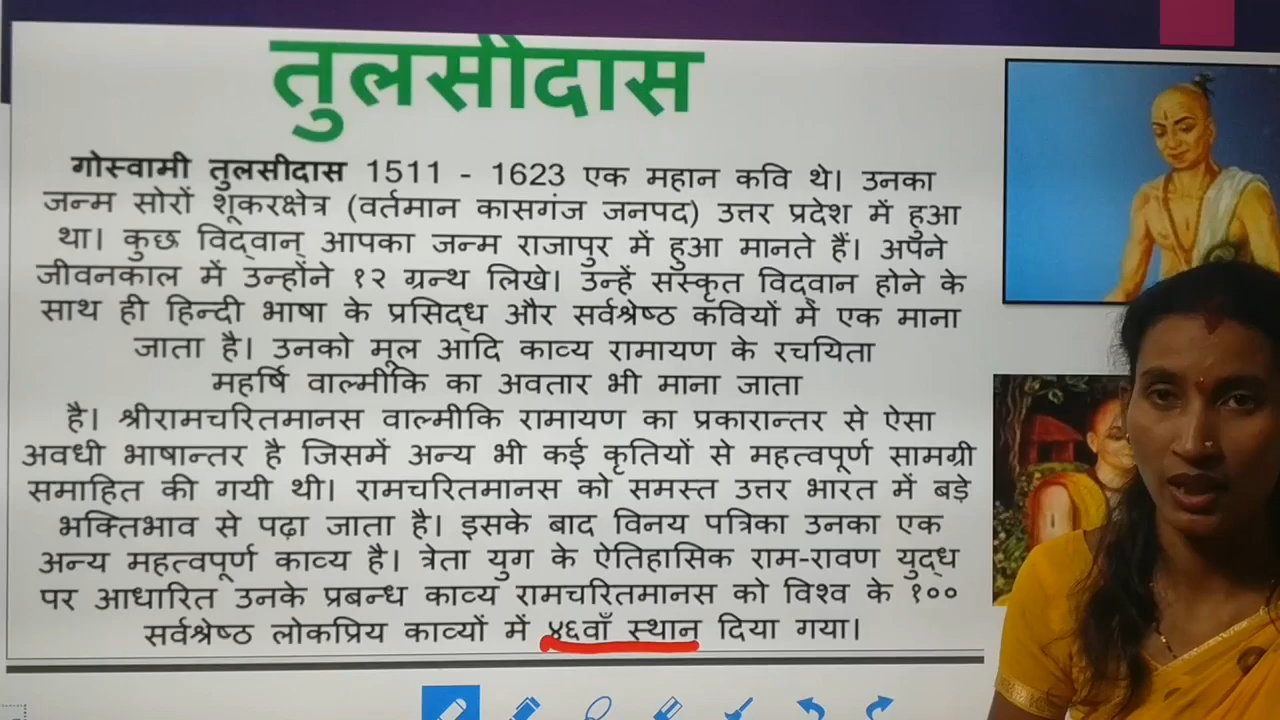 तुलसीदास
गोस्वामी तुलसीदास 1511 - 1623 एक महान कवि थे। उनका
जन्म सोरों शूकरक्षेत्र (वर्तमान कासगंज जनपद) उत्तर प्रदेश में हुआ
था। कुछ विद्वान् आपका जन्म राजापुर में हुआ मानते हैं। अपने
जीवनकाल में उन्होंने १२ ग्रन्थ लिखे। उन्हें संस्कृत विद्वान होने के
साथ ही हिन्दी भाषा के प्रसिद्ध और सर्वश्रेष्ठ कवियों में एक माना
जाता है। उनको मूल आदि काव्य रामायण के रचयिता
महर्षि वाल्मीकि का अवतार भी माना जाता
है। श्रीरामचरितमानस वाल्मीकि रामायण का प्रकारान्तर से ऐसा
अवधी भाषान्तर है जिसमें अन्य भी कई कृतियों से महत्वपूर्ण सामग्री
समाहित की गयी थी। रामचरितमानस को समस्त उत्तर भारत में बड़े
भक्तिभाव से पढ़ा जाता है। इसके बाद विनय पत्रिका उनका एक
अन्य महत्वपूर्ण काव्य है। त्रेता युग के ऐतिहासिक राम-रावण युद्ध
पर आधारित उनके प्रबन्ध काव्य रामचरितमानस को विश्व के १००
सर्वश्रेष्ठ लोकप्रिय काव्यों में ४६वाँ स्थान दिया गया।